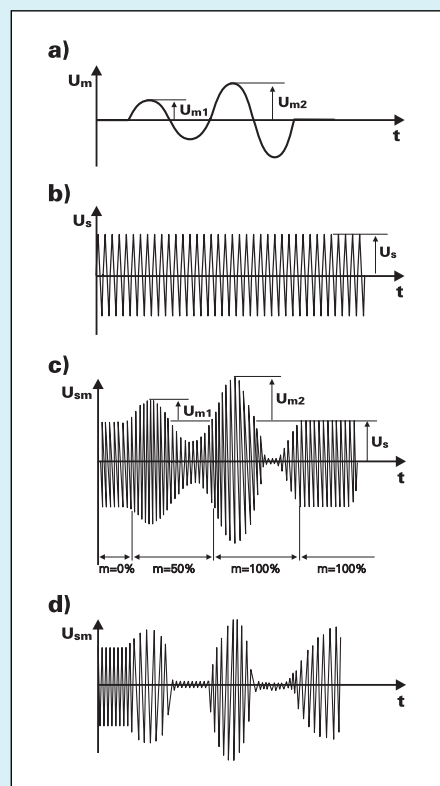 a)
Um
Um1
Um2
t
b)
Us
Us
t
c)
Usm
Um1
Um2
Us
t
m=0% m=50% m=100% m=100%
d)
Usm
t